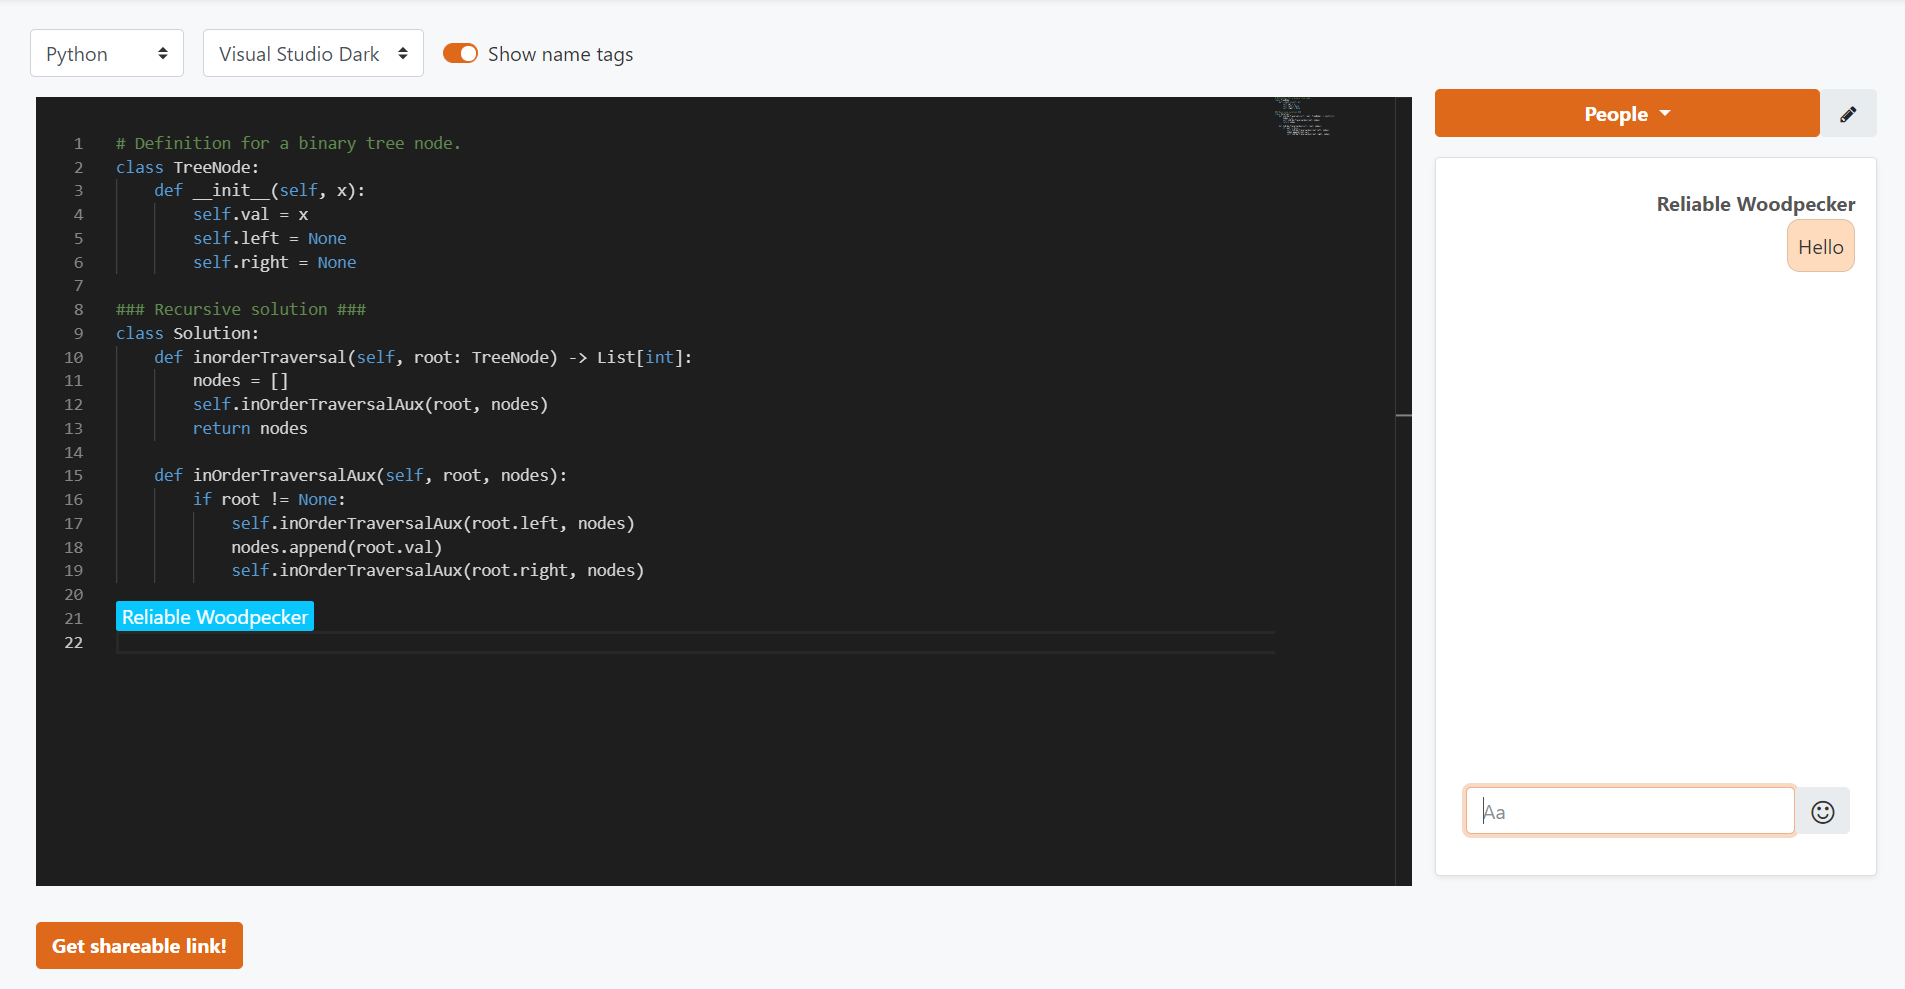 Python
Visual Studio Dark
Show name tags
1 # Definition for a binary tree node.
2 class TreeNode:
3     def __init__(self, x):
4         self.val = x
5         self.left = None
6         self.right = None
7
8 ### Recursive solution ###
9 class Solution:
10     def inorderTraversal(self, root: TreeNode) -> List[int]:
11         nodes = []
12         self.inOrderTraversalAux(root, nodes)
13         return nodes
14
15     def inOrderTraversalAux(self, root, nodes):
16         if root != None:
17             self.inOrderTraversalAux(root.left, nodes)
18             nodes.append(root.val)
19             self.inOrderTraversalAux(root.right, nodes)
20
21 Reliable Woodpecker
22
People
Reliable Woodpecker
Hello
Aa
Get shareable link!